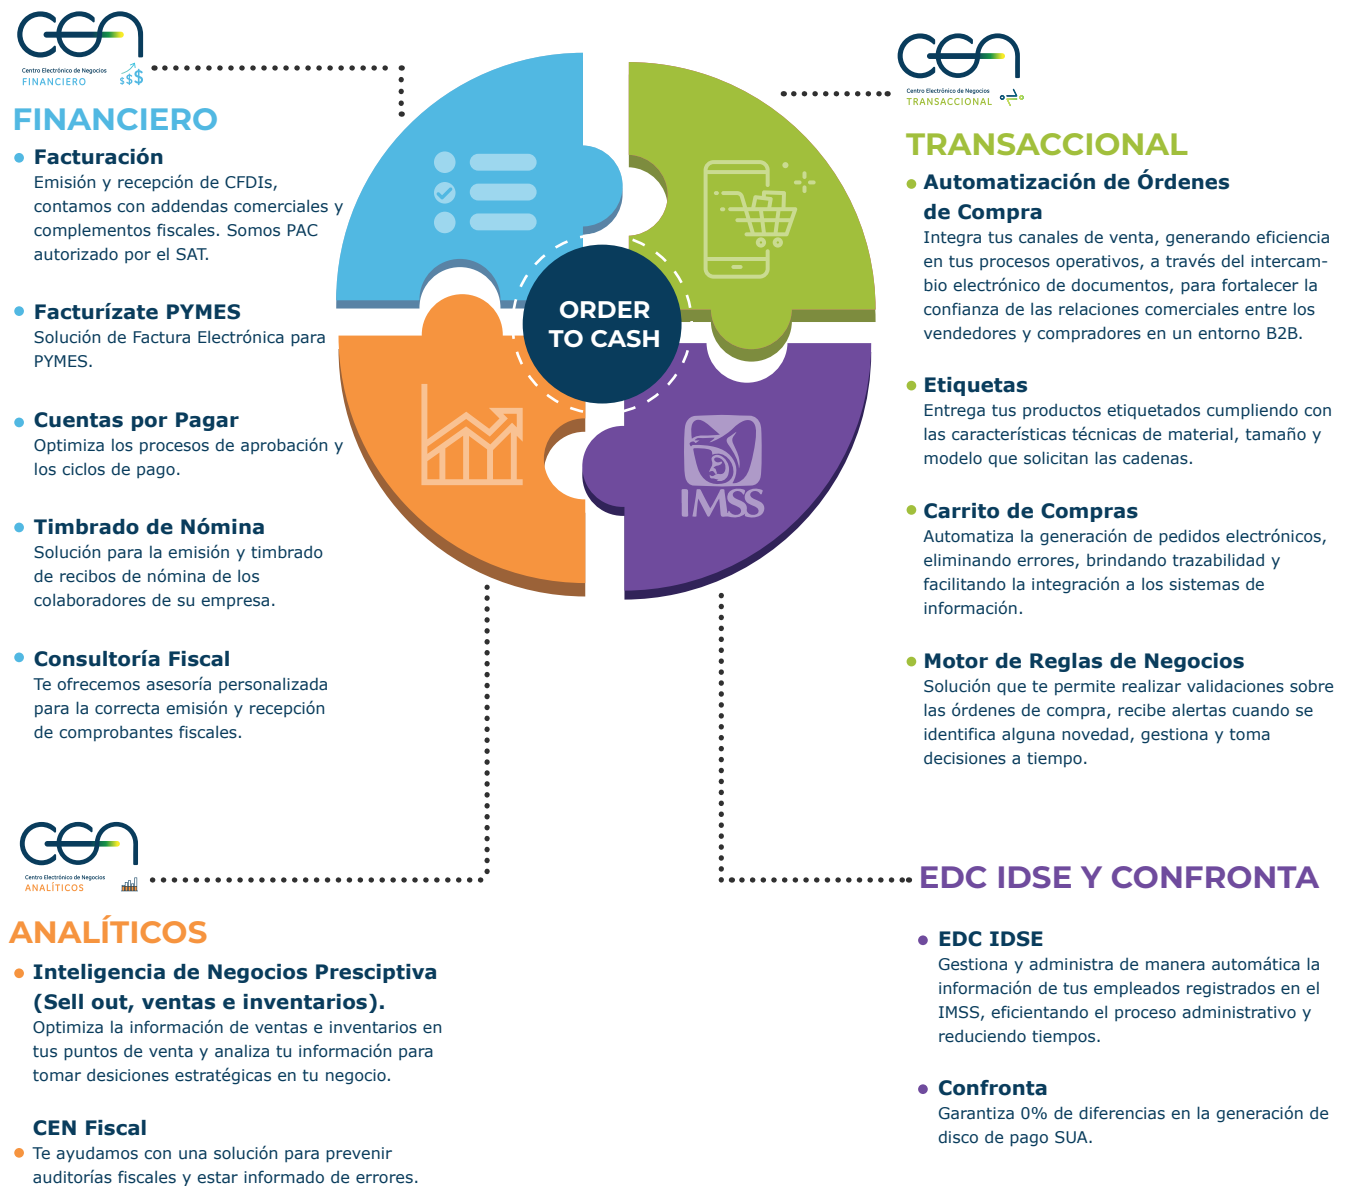 Centro Electrónico de Negocios
FINANCIERO
$$$
FINANCIERO
Facturación
Emisión y recepción de CFDIs,
contamos con addendas comerciales y
complementos fiscales. Somos PAC
autorizado por el SAT.
Facturízate PYMES
Solución de Factura Electrónica para
PYMES.
Cuentas por Pagar
Optimiza los procesos de aprobación y
los ciclos de pago.
Timbrado de Nómina
Solución para la emisión y timbrado
de recibos de nómina de los
colaboradores de su empresa.
Consultoría Fiscal
Te ofrecemos asesoría personalizada
para la correcta emisión y recepción
de comprobantes fiscales.
ORDER
TO CASH
IMSS
cen
Centro Electrónico de Negocios
TRANSACCIONAL
TRANSACCIONAL
Automatización de Órdenes
de Compra
Integra tus canales de venta, generando eficiencia
en tus procesos operativos, a través del intercam-
bio electrónico de documentos, para fortalecer la
confianza de las relaciones comerciales entre los
vendedores y compradores en un entorno B2B.
Etiquetas
Entrega tus productos etiquetados cumpliendo con
las características técnicas de material, tamaño y
modelo que solicitan las cadenas.
Carrito de Compras
Automatiza la generación de pedidos electrónicos,
eliminando errores, brindando trazabilidad y
facilitando la integración a los sistemas de
información.
Motor de Reglas de Negocios
Solución que te permite realizar validaciones sobre
las órdenes de compra, recibe alertas cuando se
identifica alguna novedad, gestiona y toma
decisiones a tiempo.
cen
Centro Electrónico de Negocios
ANALÍTICOS
ANALÍTICOS
Inteligencia de Negocios Presciptiva
(Sell out, ventas e inventarios).
Optimiza la información de ventas e inventarios en
tus puntos de venta y analiza tu información para
tomar desiciones estratégicas en tu negocio.
CEN Fiscal
Te ayudamos con una solución para prevenir
auditorías fiscales y estar informado de errores.
EDC IDSE Y CONFRONTA
EDC IDSE
Gestiona y administra de manera automática la
información de tus empleados registrados en el
IMSS, eficientando el proceso administrativo y
reduciendo tiempos.
Confronta
Garantiza 0% de diferencias en la generación de
disco de pago SUA.